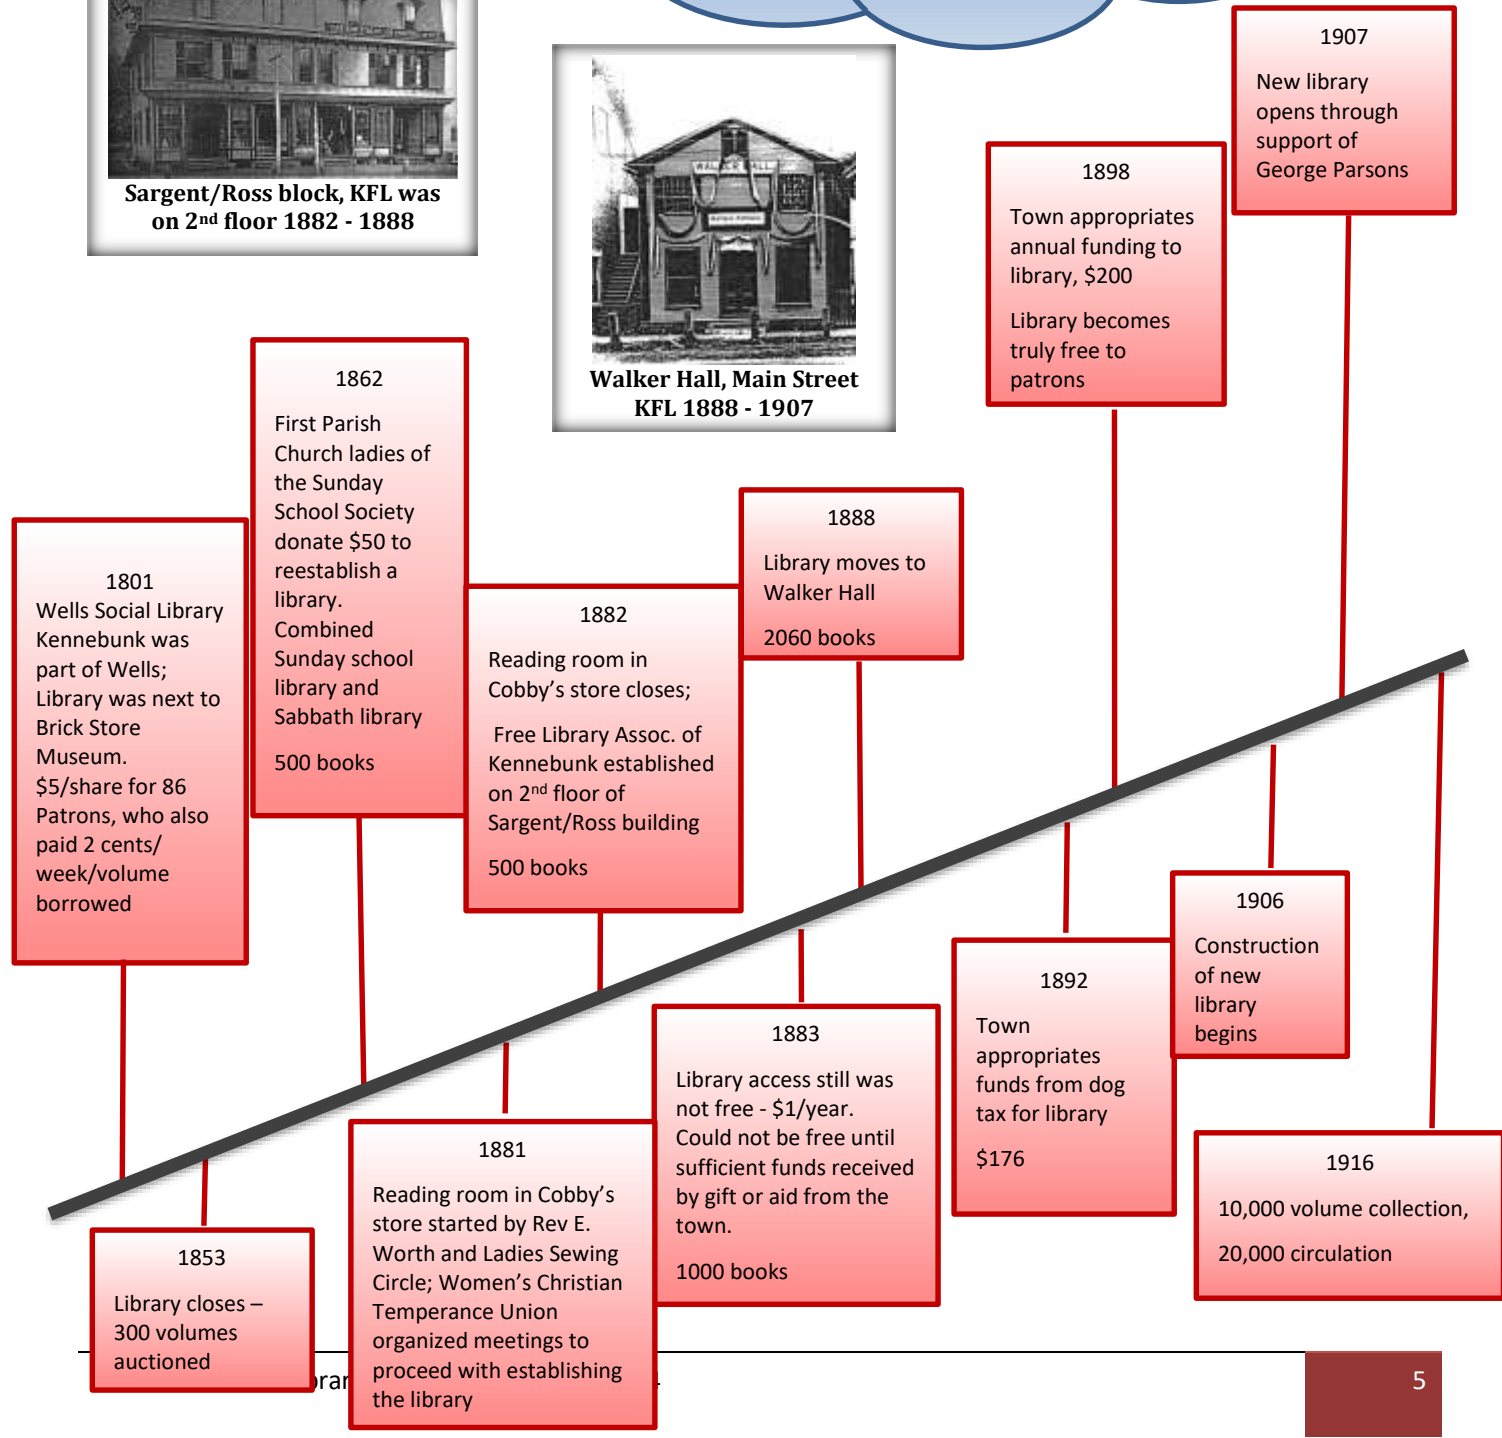 Sargent/Ross block, KFL was
on 2nd floor 1882 - 1888
WALKER HALL
Walker Hall, Main Street
KFL 1888 - 1907
1907
New library
opens through
support of
George Parsons
1898
Town appropriates
annual funding to
library, $200
Library becomes
truly free to
patrons
1862
First Parish
Church ladies of
the Sunday
School Society
donate $50 to
reestablish a
library.
Combined
Sunday school
library and
Sabbath library
500 books
1888
Library moves to
Walker Hall
2060 books
1801
Wells Social Library
Kennebunk was
part of Wells;
Library was next to
Brick Store
Museum.
$5/share for 86
Patrons, who also
paid 2 cents/
week/volume
borrowed
1882
Reading room in
Cobby’s store closes;
Free Library Assoc. of
Kennebunk established
on 2nd floor of
Sargent/Ross building
500 books
1906
Construction
of new
library
begins
1892
Town
appropriates
funds from dog
tax for library
$176
1883
Library access still was
not free - $1/year.
Could not be free until
sufficient funds received
by gift or aid from the
town.
1000 books
1881
Reading room in Cobby’s
store started by Rev E.
Worth and Ladies Sewing
Circle; Women’s Christian
Temperance Union
organized meetings to
proceed with establishing
the library
1916
10,000 volume collection,
20,000 circulation
1853
Library closes –
300 volumes
auctioned
5